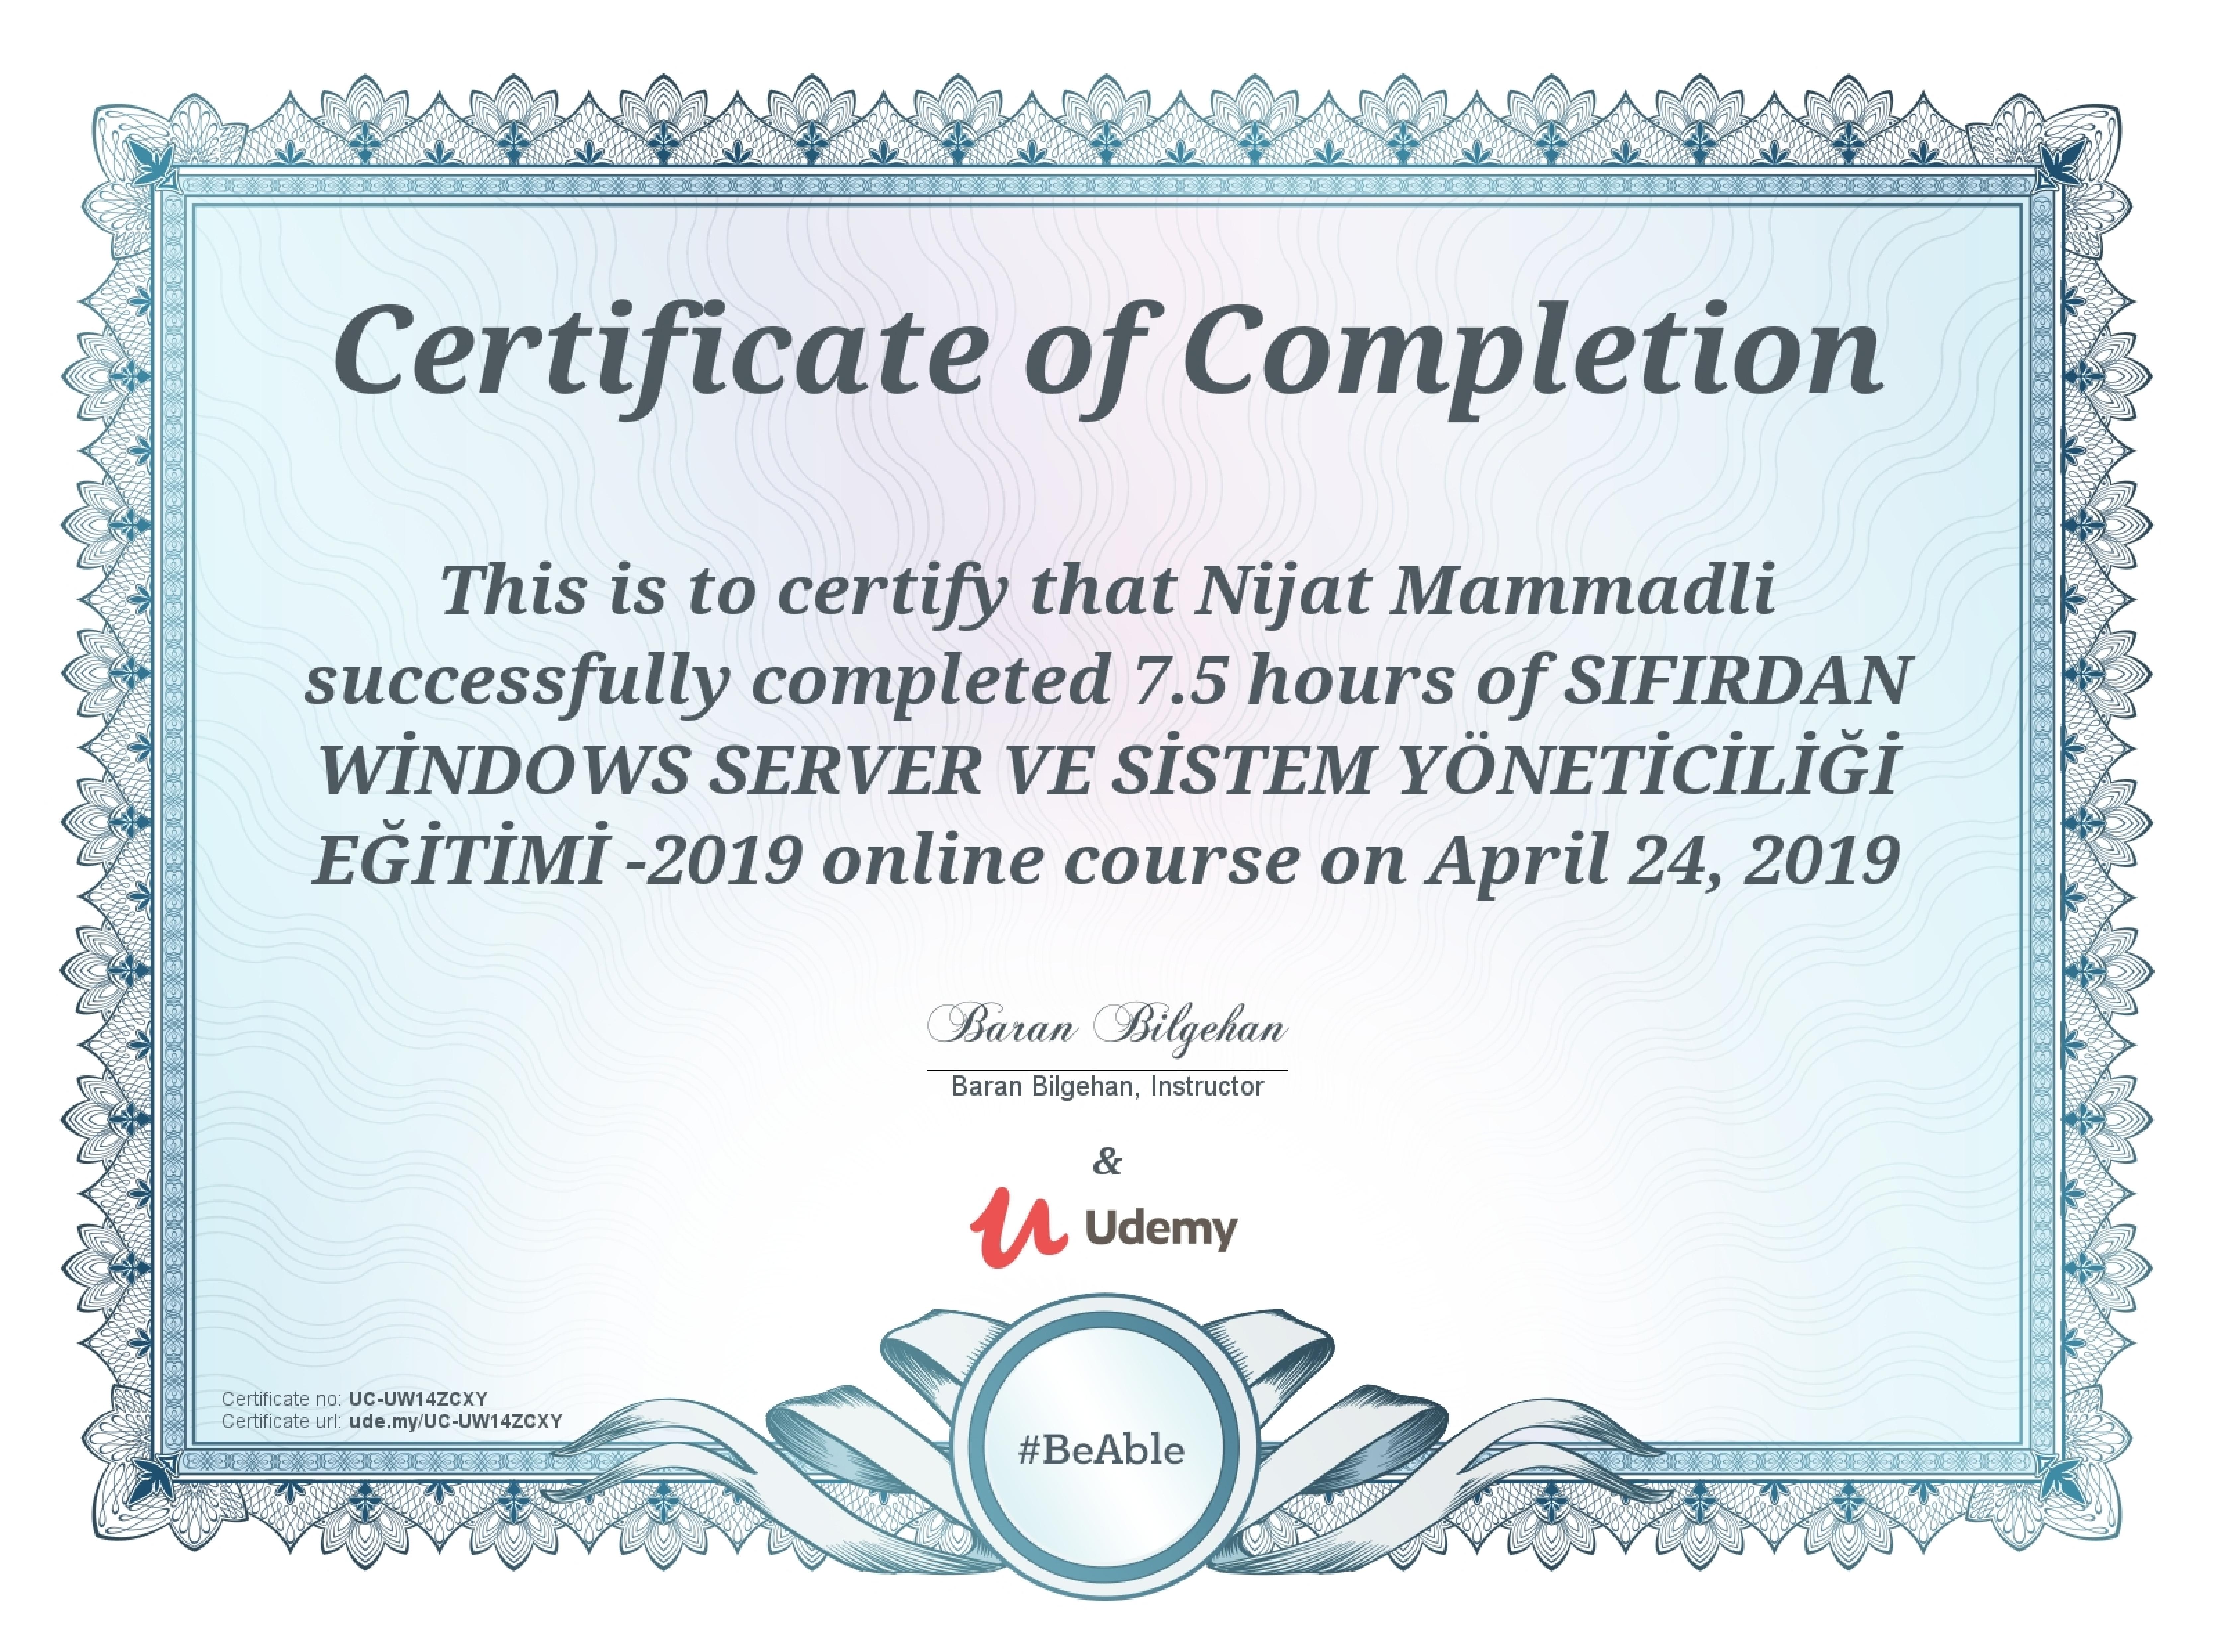 Certificate of Completion
This is to certify that Nijat Mammadli
successfully completed 7.5 hours of SIFIRDAN
WİNDOWS SERVER VE SİSTEM YÖNETİCİLİĞİ
EĞİTİMİ -2019 online course on April 24, 2019
Baran Bilgehan
Baran Bilgehan, Instructor
&
Udemy
Certificate no: UC-UW14ZCXY
Certificate url: ude.my/UC-UW14ZCXY
#BeAble